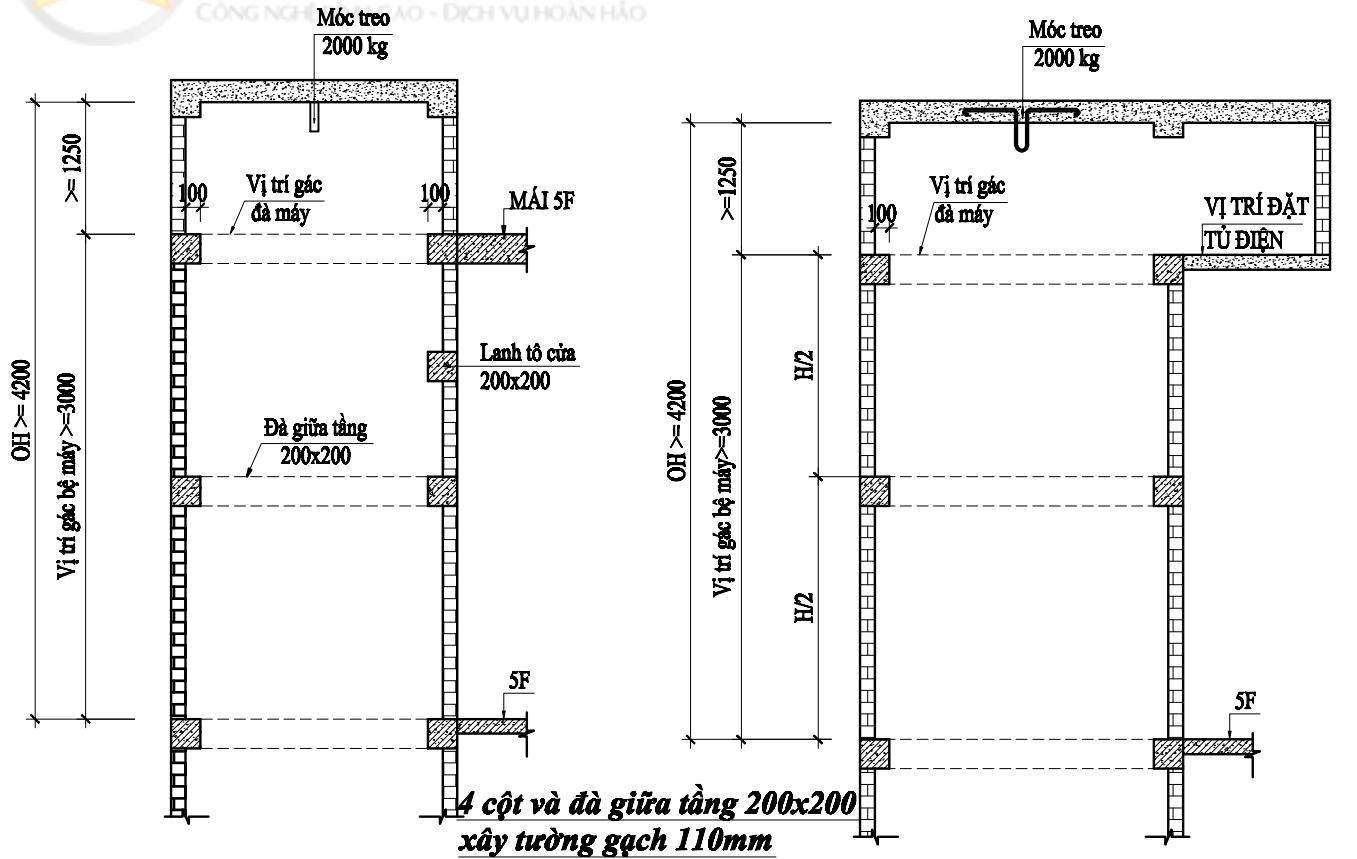 CÔNG NGHỆ CAO - DỊCH VỤ HOÀN HẢO
Móc treo
2000 kg
>= 1250
100
Vị trí gác
đà máy
100
MÁI 5F
OH >= 4200
Vị trí gác bệ máy >=3000
Lanh tô cửa
200x200
Đà giữa tầng
200x200
5F
Móc treo
2000 kg
>=1250
100
Vị trí gác
đà máy
VỊ TRÍ ĐẶT
TỦ ĐIỆN
OH >= 4200
Vị trí gác bệ máy>=3000
H/2
H/2
5F
4 cột và đà giữa tầng 200x200
xây tường gạch 110mm